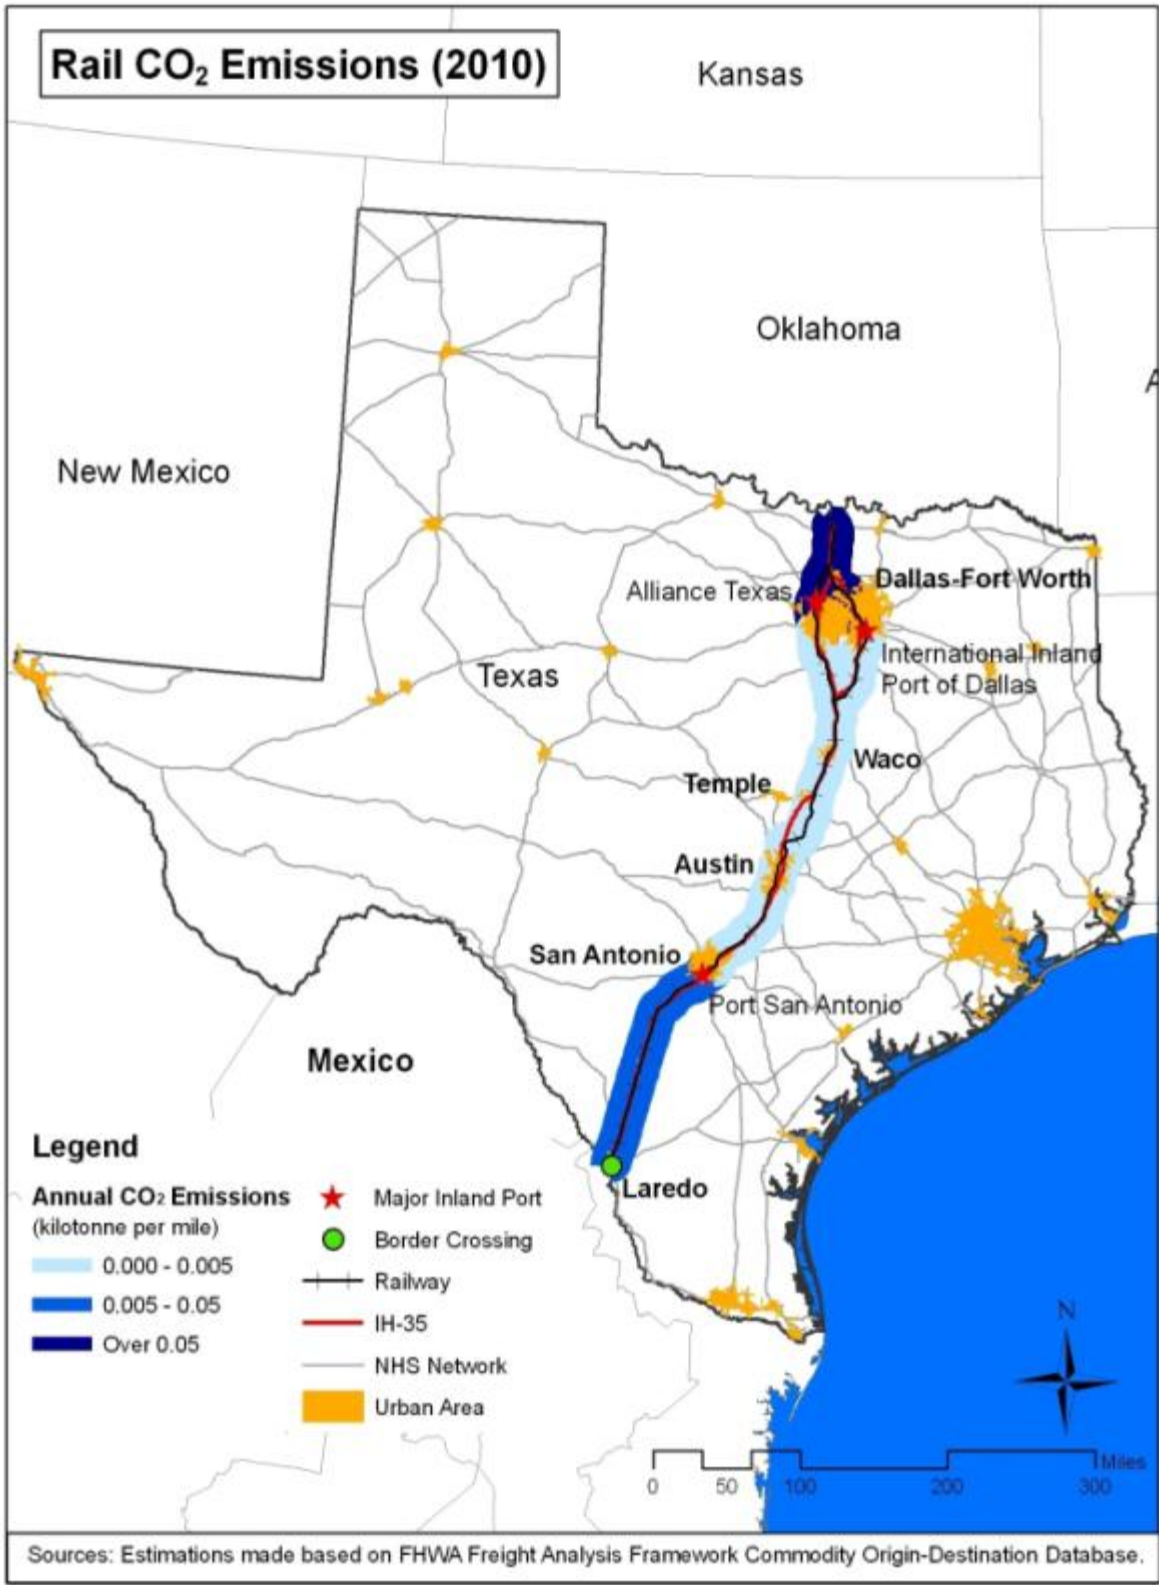 Rail CO₂ Emissions (2010)
Kansas
Oklahoma
A
New Mexico
Alliance Texas
Dallas-Fort Worth
International Inland
Port of Dallas
Texas
Waco
Temple
Austin
San Antonio
Port San Antonio
Mexico
Laredo
Legend
Annual CO₂ Emissions
(kilotonne per mile)
0.000 - 0.005
0.005 - 0.05
Over 0.05
Major Inland Port
Border Crossing
Railway
IH-35
NHS Network
Urban Area
N
Miles
0 50 100 200 300
Sources: Estimations made based on FHWA Freight Analysis Framework Commodity Origin-Destination Database.